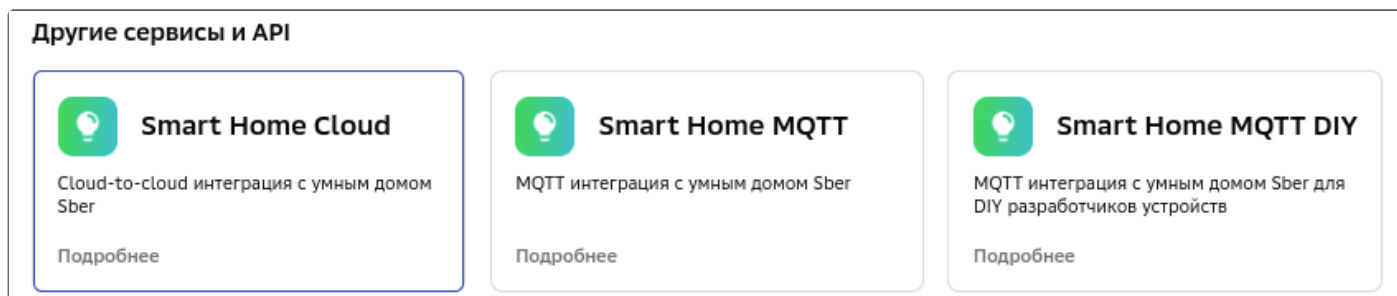 Другие сервисы и API
Smart Home Cloud
Cloud-to-cloud интеграция с умным домом
Sber
Подробнее
Smart Home MQTT
MQTT интеграция с умным домом Sber
Подробнее
Smart Home MQTT DIY
MQTT интеграция с умным домом Sber для
DIY разработчиков устройств
Подробнее